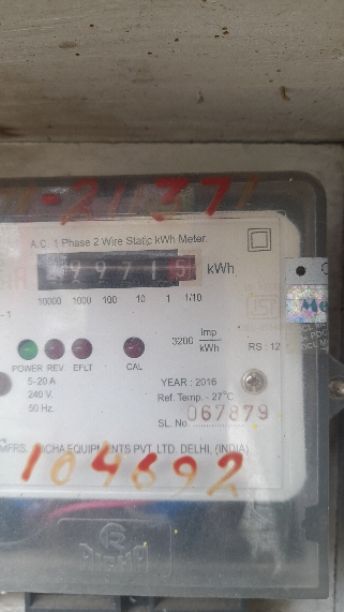 21371
A.C. 1 Phase 2 Wire Static kWh Meter.
99715 kWh
10000 1000 100 10 1 1/10
3200 Imp/kWh
RS : 12
POWER REV. EFLT CAL
5-20 A
240 V.
50 Hz.
YEAR : 2016
Ref. Temp. - 27°C
SL. No. 067879
EQUIPMENTS PVT. LTD. DELHI, (INDIA)
104692